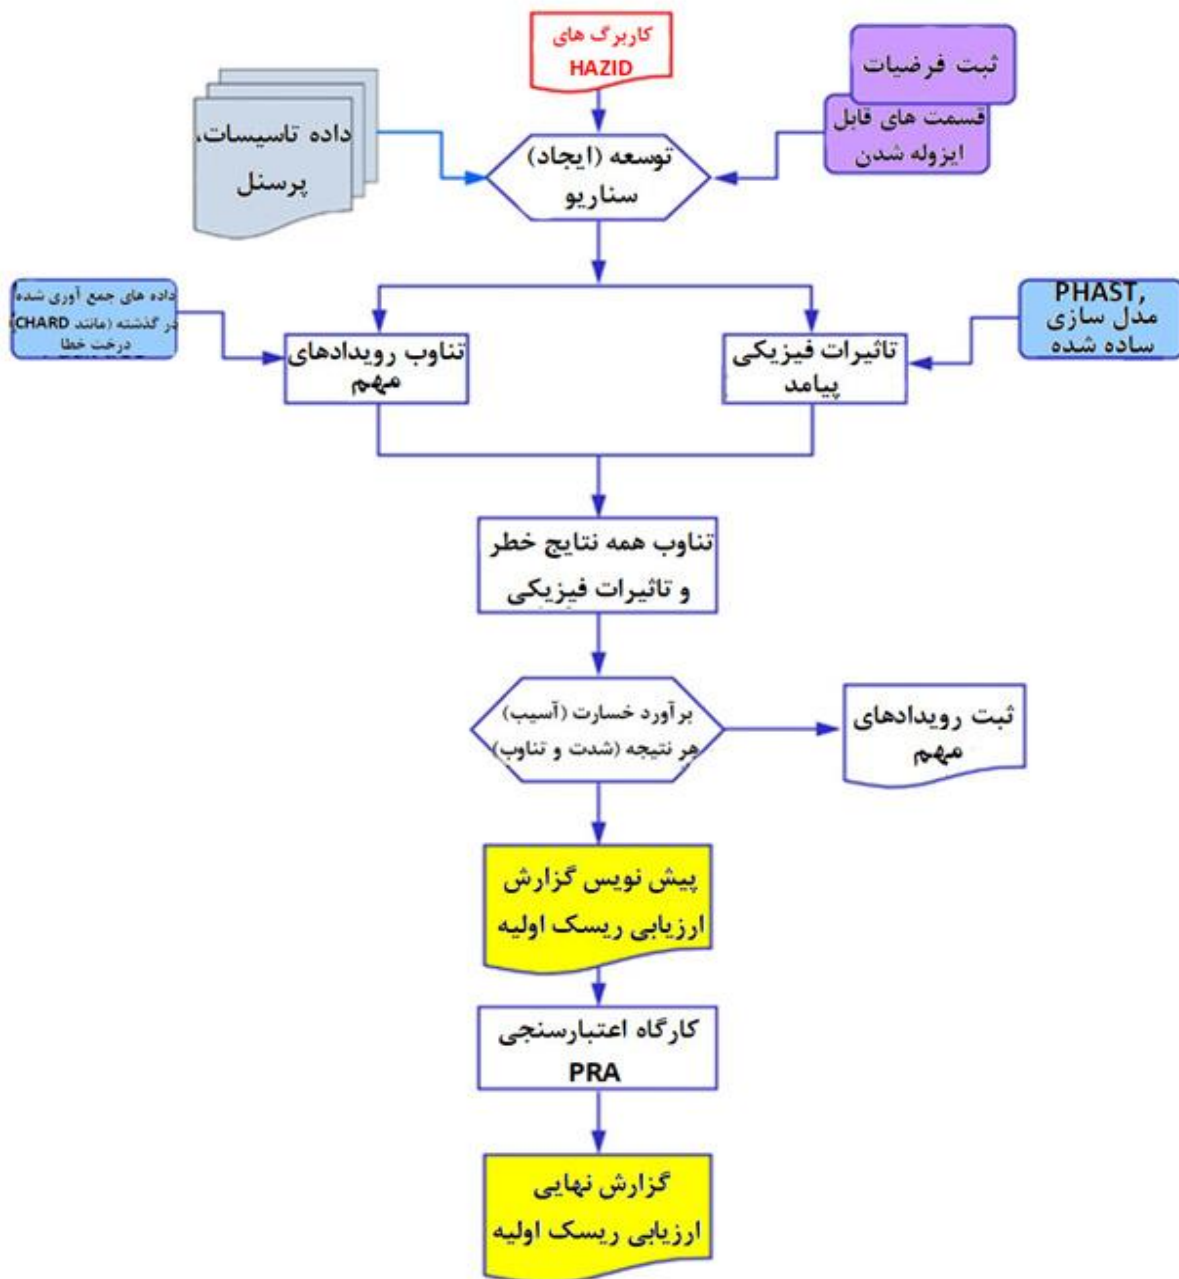 کاربرگ های
HAZID
ثبت فرضیات
قسمت های قابل
ایزوله شدن
داده تاسیسات،
پرسنل
توسعه (ایجاد)
سناریو
داده های جمع آوری شده
در گذشته (مانند CHARD)
درخت خطا
تناوب رویدادهای
مهم
تاثیرات فیزیکی
پیامد
PHAST,
مدل سازی
ساده شده
تناوب همه نتایج خطر
و تاثیرات فیزیکی
برآورد خسارت (آسیب)
هر نتیجه (شدت و تناوب)
ثبت رویدادهای
مهم
پیش نویس گزارش
ارزیابی ریسک اولیه
کارگاه اعتبارسنجی
PRA
گزارش نهایی
ارزیابی ریسک اولیه